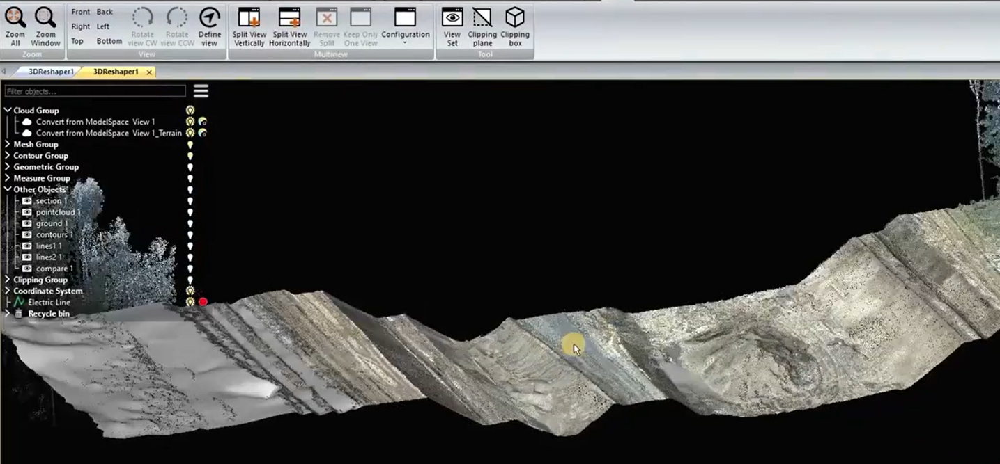 Zoom All
Zoom Window
Zoom
Front Back
Right Left
Top Bottom
Rotate view CW
Rotate view CCW
Define view
View
Split View Vertically
Split View Horizontally
Remove Split
Keep Only One View
Configuration
Multiview
View Set
Clipping plane
Clipping box
Tool
3DReshaper1
3DReshaper1
Filter objects...
Cloud Group
Convert from ModelSpace View 1
Convert from ModelSpace View 1_Terrain
Mesh Group
Contour Group
Geometric Group
Measure Group
Other Objects
section 1
pointcloud 1
ground 1
contours 1
lines1 1
lines2 1
compare 1
Clipping Group
Coordinate System
Electric Line
Recycle bin